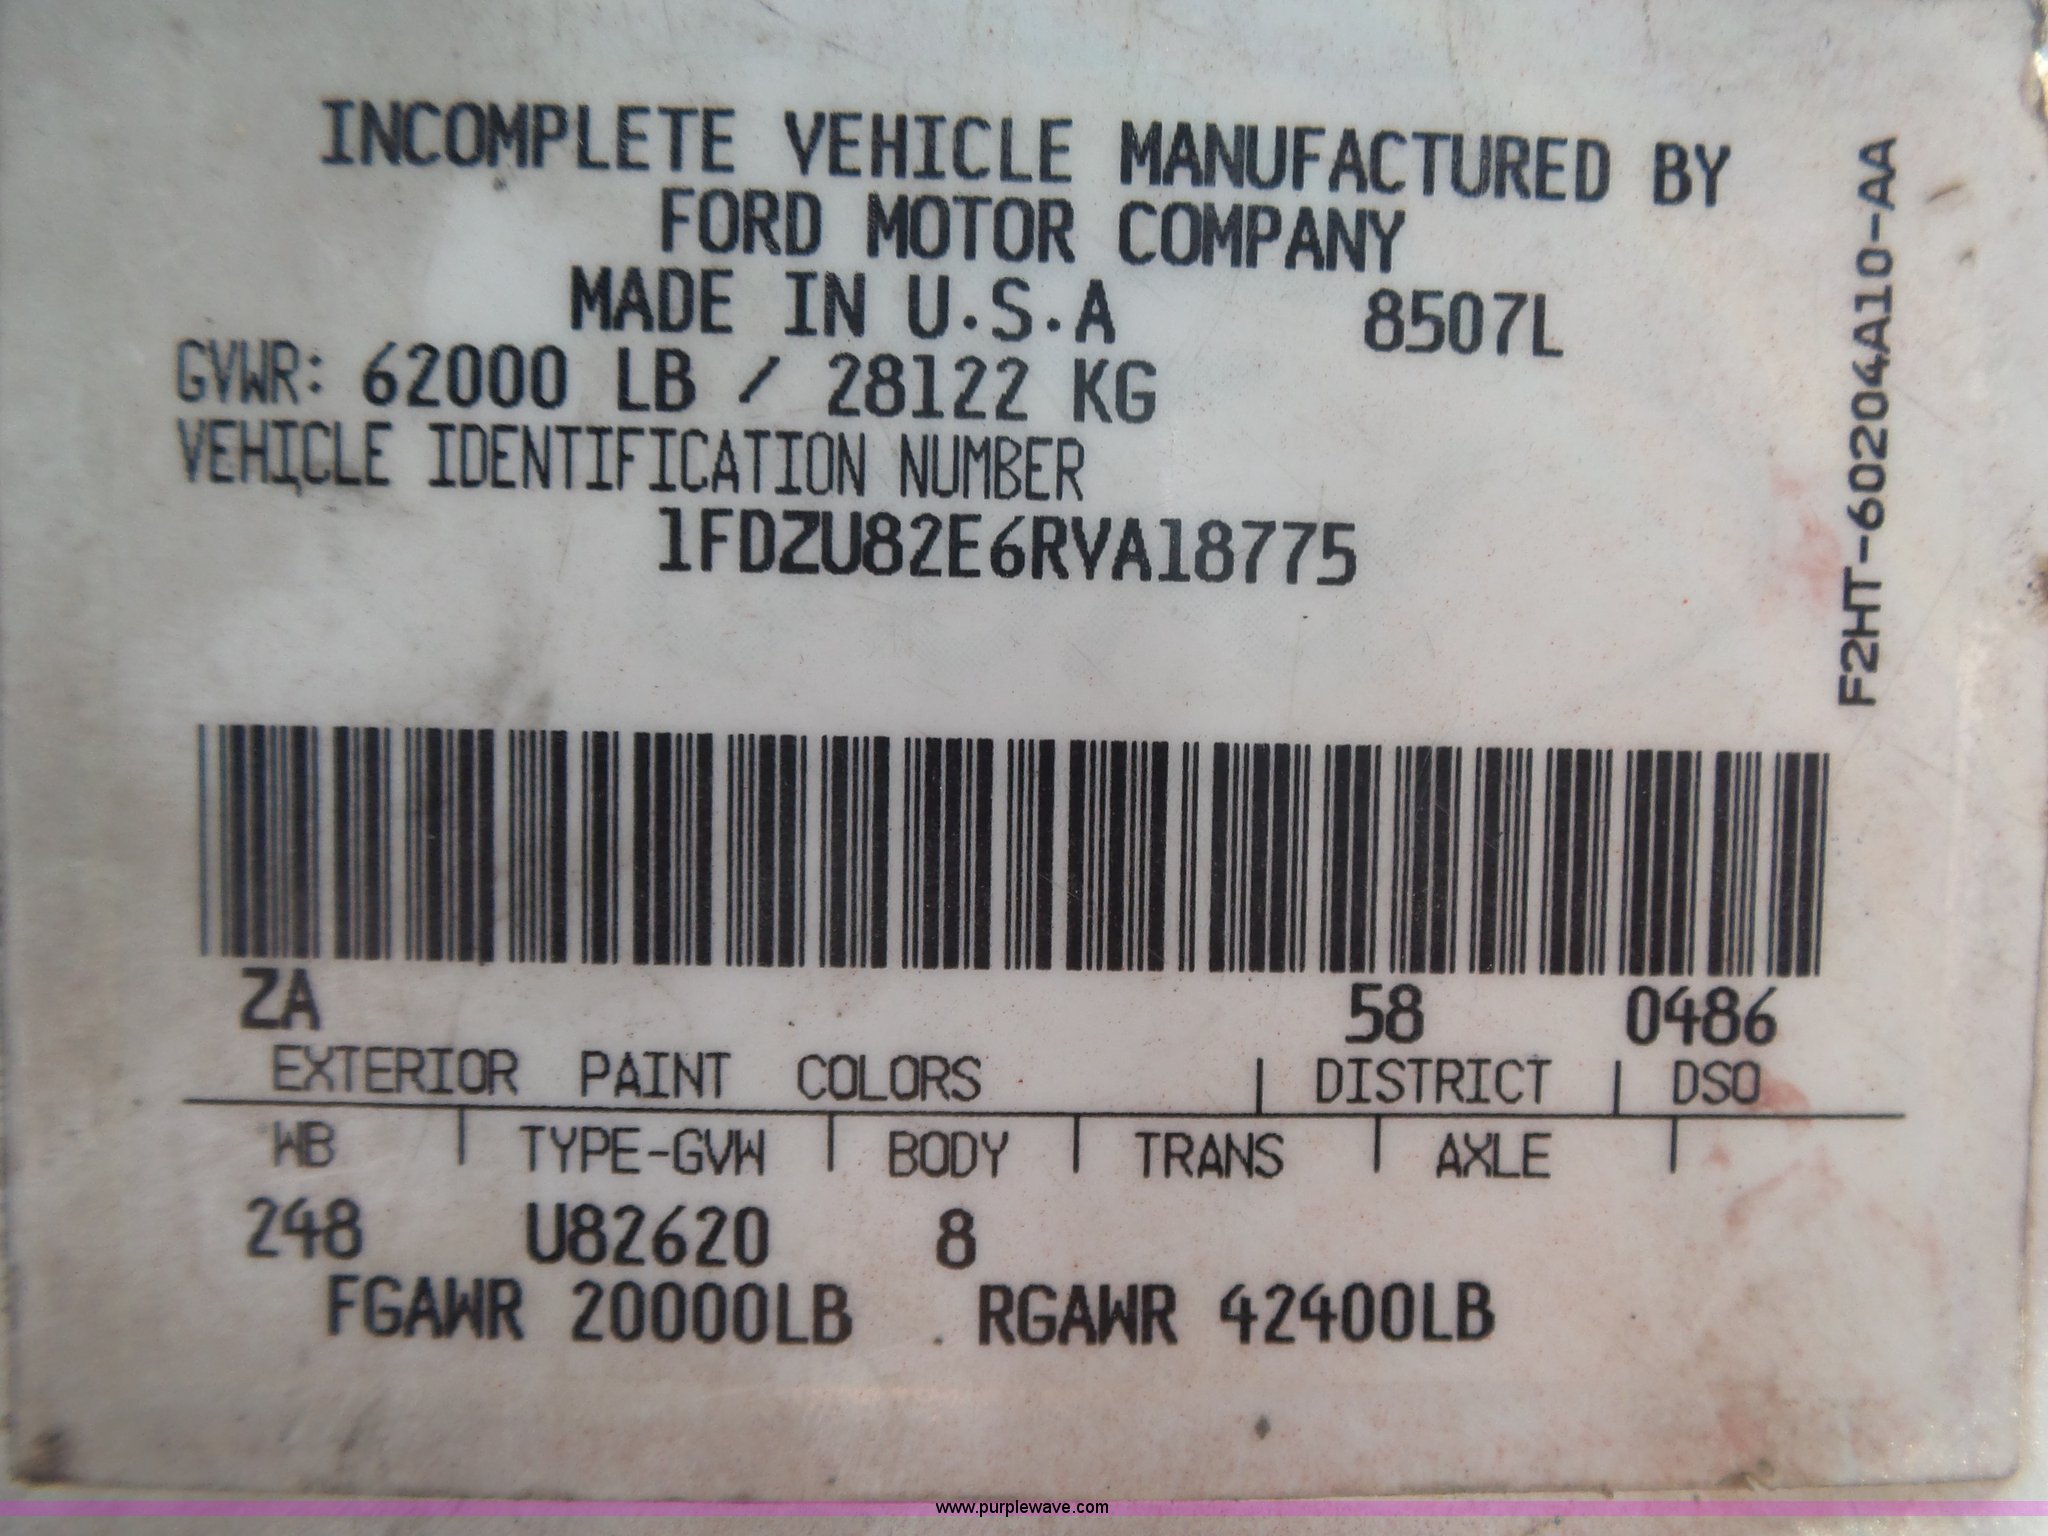 INCOMPLETE VEHICLE MANUFACTURED BY
FORD MOTOR COMPANY
MADE IN U.S.A 8507L
GVWR: 62000 LB / 28122 KG
VEHICLE IDENTIFICATION NUMBER
1FDZU82E6RVA18775
F2HT-60204A10-AA
ZA 58 0486
EXTERIOR PAINT COLORS DISTRICT DSO
WB TYPE-GVW BODY TRANS AXLE
248 U82620 8
FGAWR 20000LB RGAWR 42400LB
www.purplewave.com